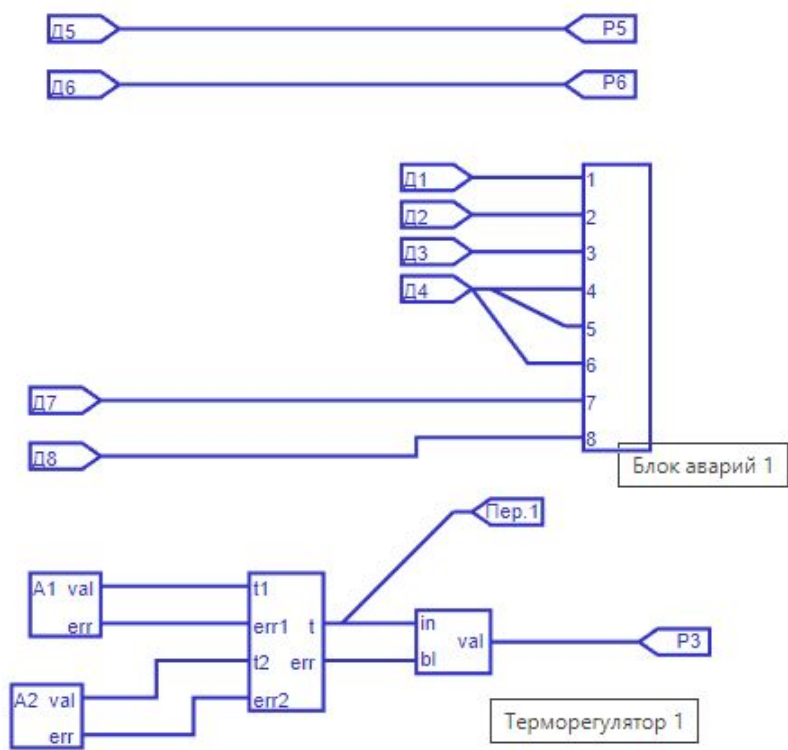 Д5 P5
Д6 P6
Д1 1
Д2 2
Д3 3
Д4 4
5
6
Д7 7
Д8 8
Блок аварий 1
Пер.1
A1 val t1
err err1 t in
val P3
A2 val t2 err bl
err err2
Терморегулятор 1